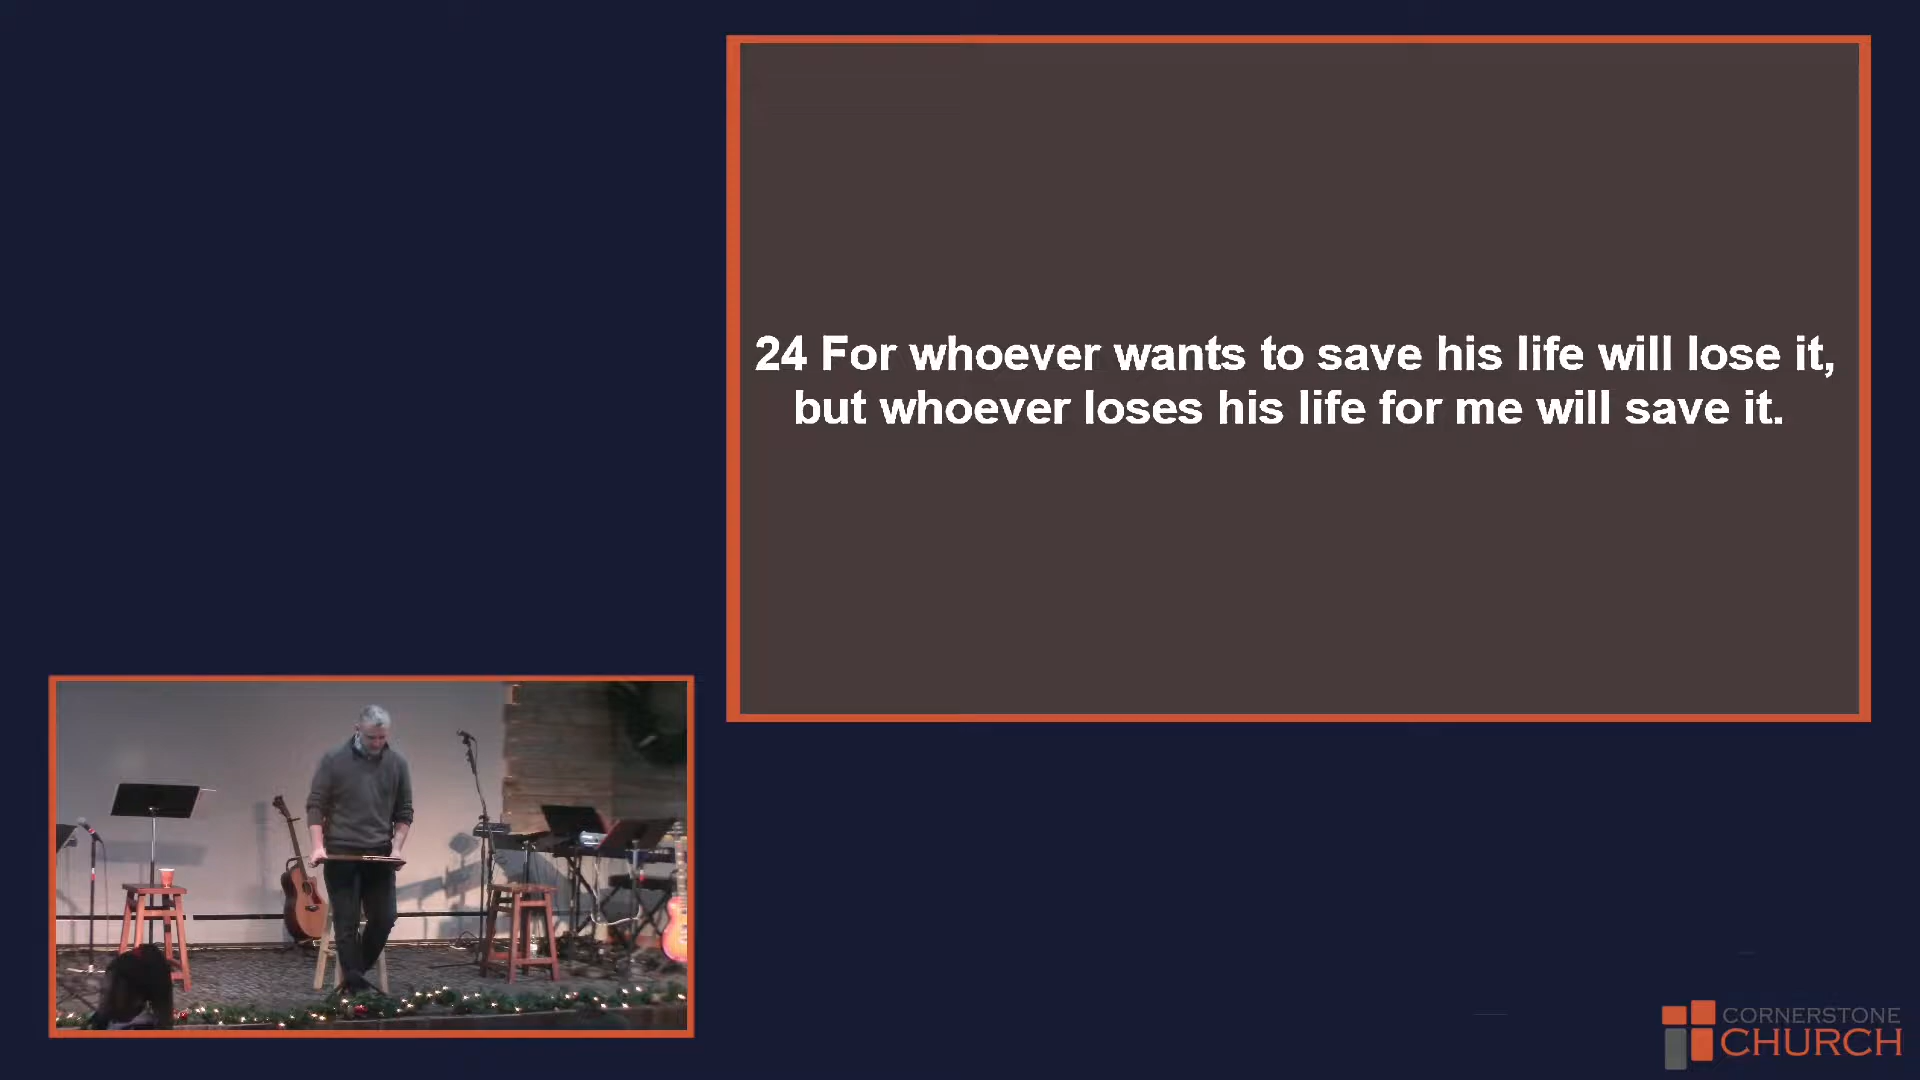 24 For whoever wants to save his life will lose it,
but whoever loses his life for me will save it.
CORNERSTONE
CHURCH